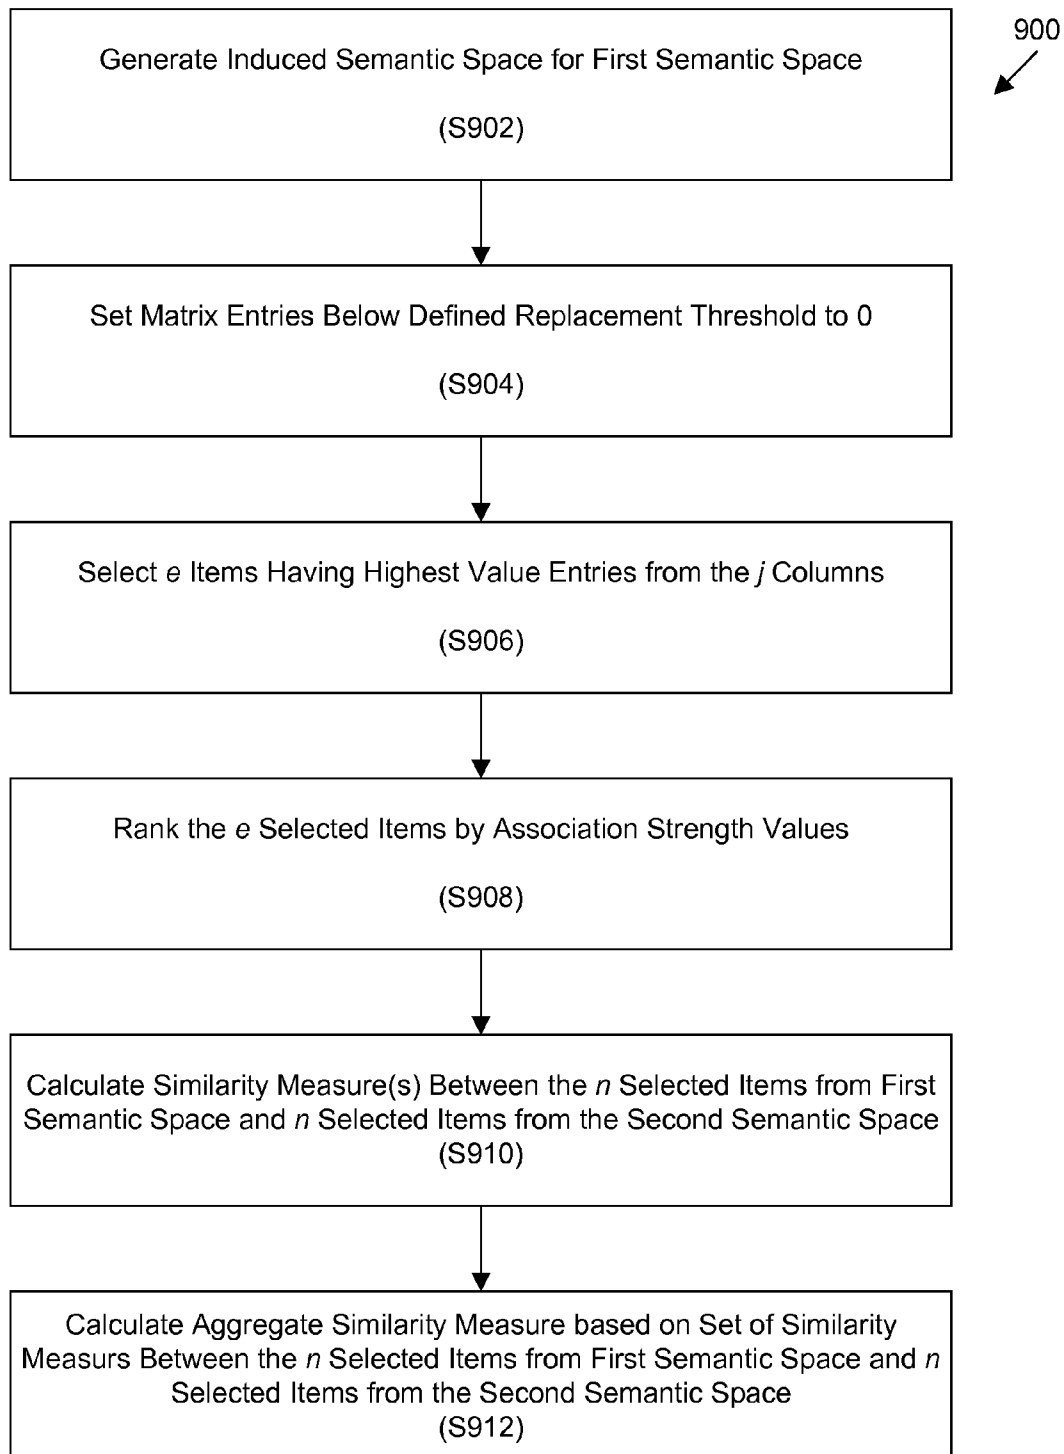 900
Generate Induced Semantic Space for First Semantic Space
(S902)
Set Matrix Entries Below Defined Replacement Threshold to 0
(S904)
Select e Items Having Highest Value Entries from the j Columns
(S906)
Rank the e Selected Items by Association Strength Values
(S908)
Calculate Similarity Measure(s) Between the n Selected Items from First
Semantic Space and n Selected Items from the Second Semantic Space
(S910)
Calculate Aggregate Similarity Measure based on Set of Similarity
Measurs Between the n Selected Items from First Semantic Space and n
Selected Items from the Second Semantic Space
(S912)